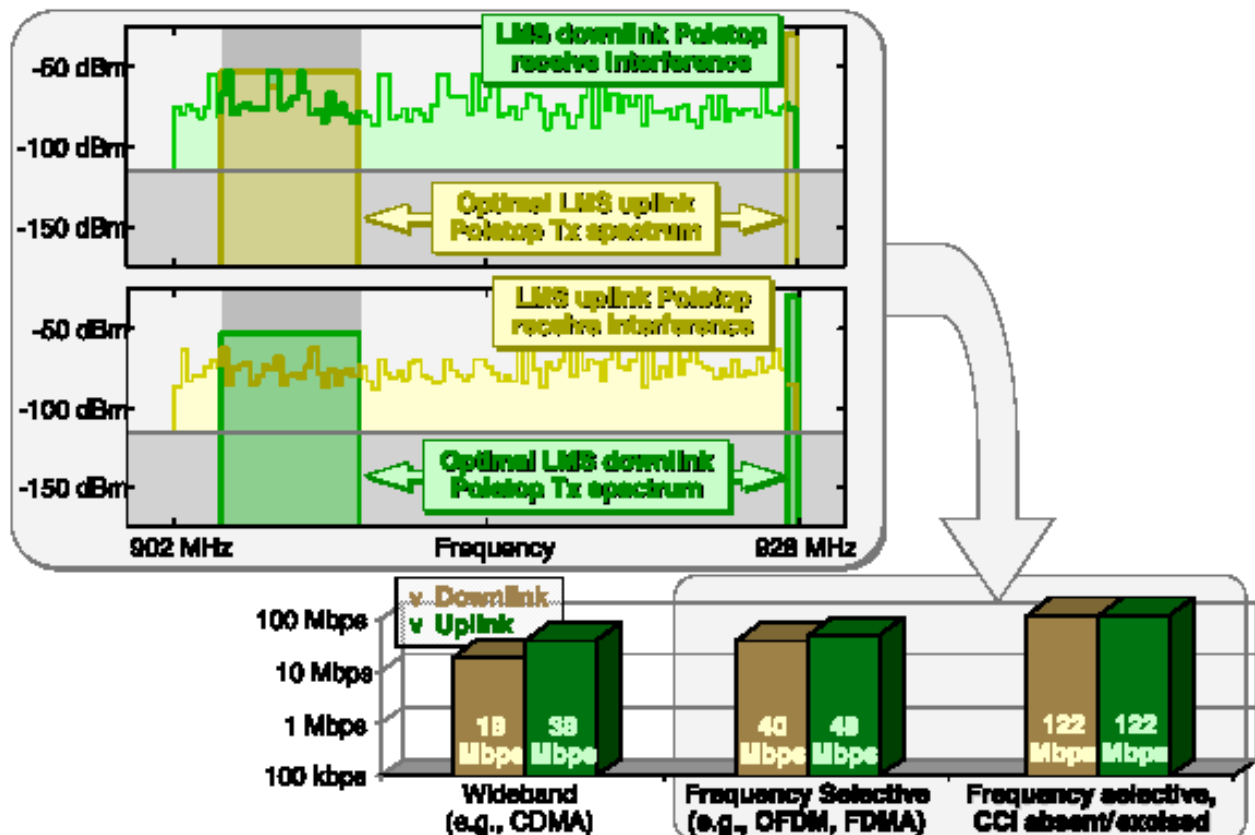 LMS downlink Poletop
receive Interference
-50 dBm
-100 dBm
-150 dBm
Optimal LMS uplink
Poletop Tx spectrum
LMS uplink Poletop
receive Interference
-50 dBm
-100 dBm
-150 dBm
Optimal LMS downlink
Poletop Tx spectrum
902 MHz
Frequency
928 MHz
v Downlink
v Uplink
100 Mbps
10 Mbps
1 Mbps
100 kbps
Mbps
Mbps
40
Mbps
Mbps
122
Mbps
122
Mbps
Wideband
(e.g., CDMA)
Frequency Selective
(e.g., OFDM, FDMA)
Frequency selective,
CCI absent/excised